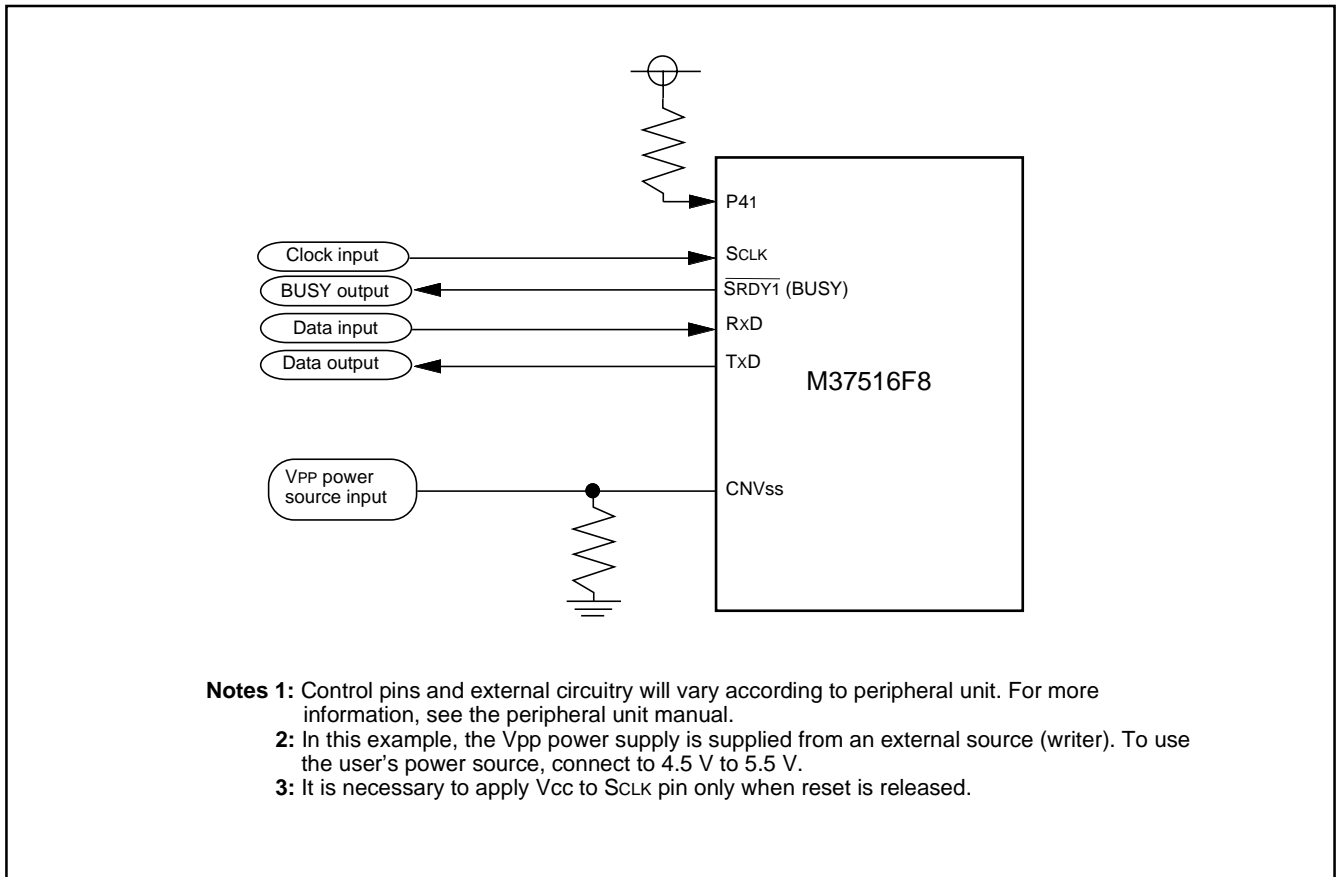 P41
Clock input
SCLK
BUSY output
SRDY1 (BUSY)
Data input
RxD
Data output
TxD
M37516F8
VPP power
source input
CNVss
Notes 1: Control pins and external circuitry will vary according to peripheral unit. For more
information, see the peripheral unit manual.
2: In this example, the Vpp power supply is supplied from an external source (writer). To use
the user's power source, connect to 4.5 V to 5.5 V.
3: It is necessary to apply Vcc to SCLK pin only when reset is released.